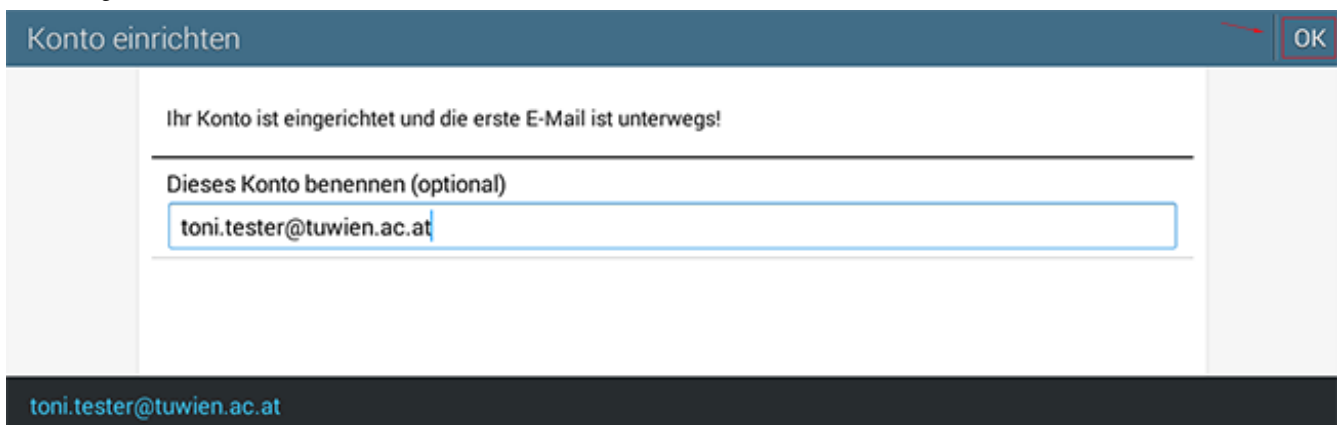 Konto einrichten
OK
Ihr Konto ist eingerichtet und die erste E-Mail ist unterwegs!
Dieses Konto benennen (optional)
toni.tester@tuwien.ac.at
toni.tester@tuwien.ac.at